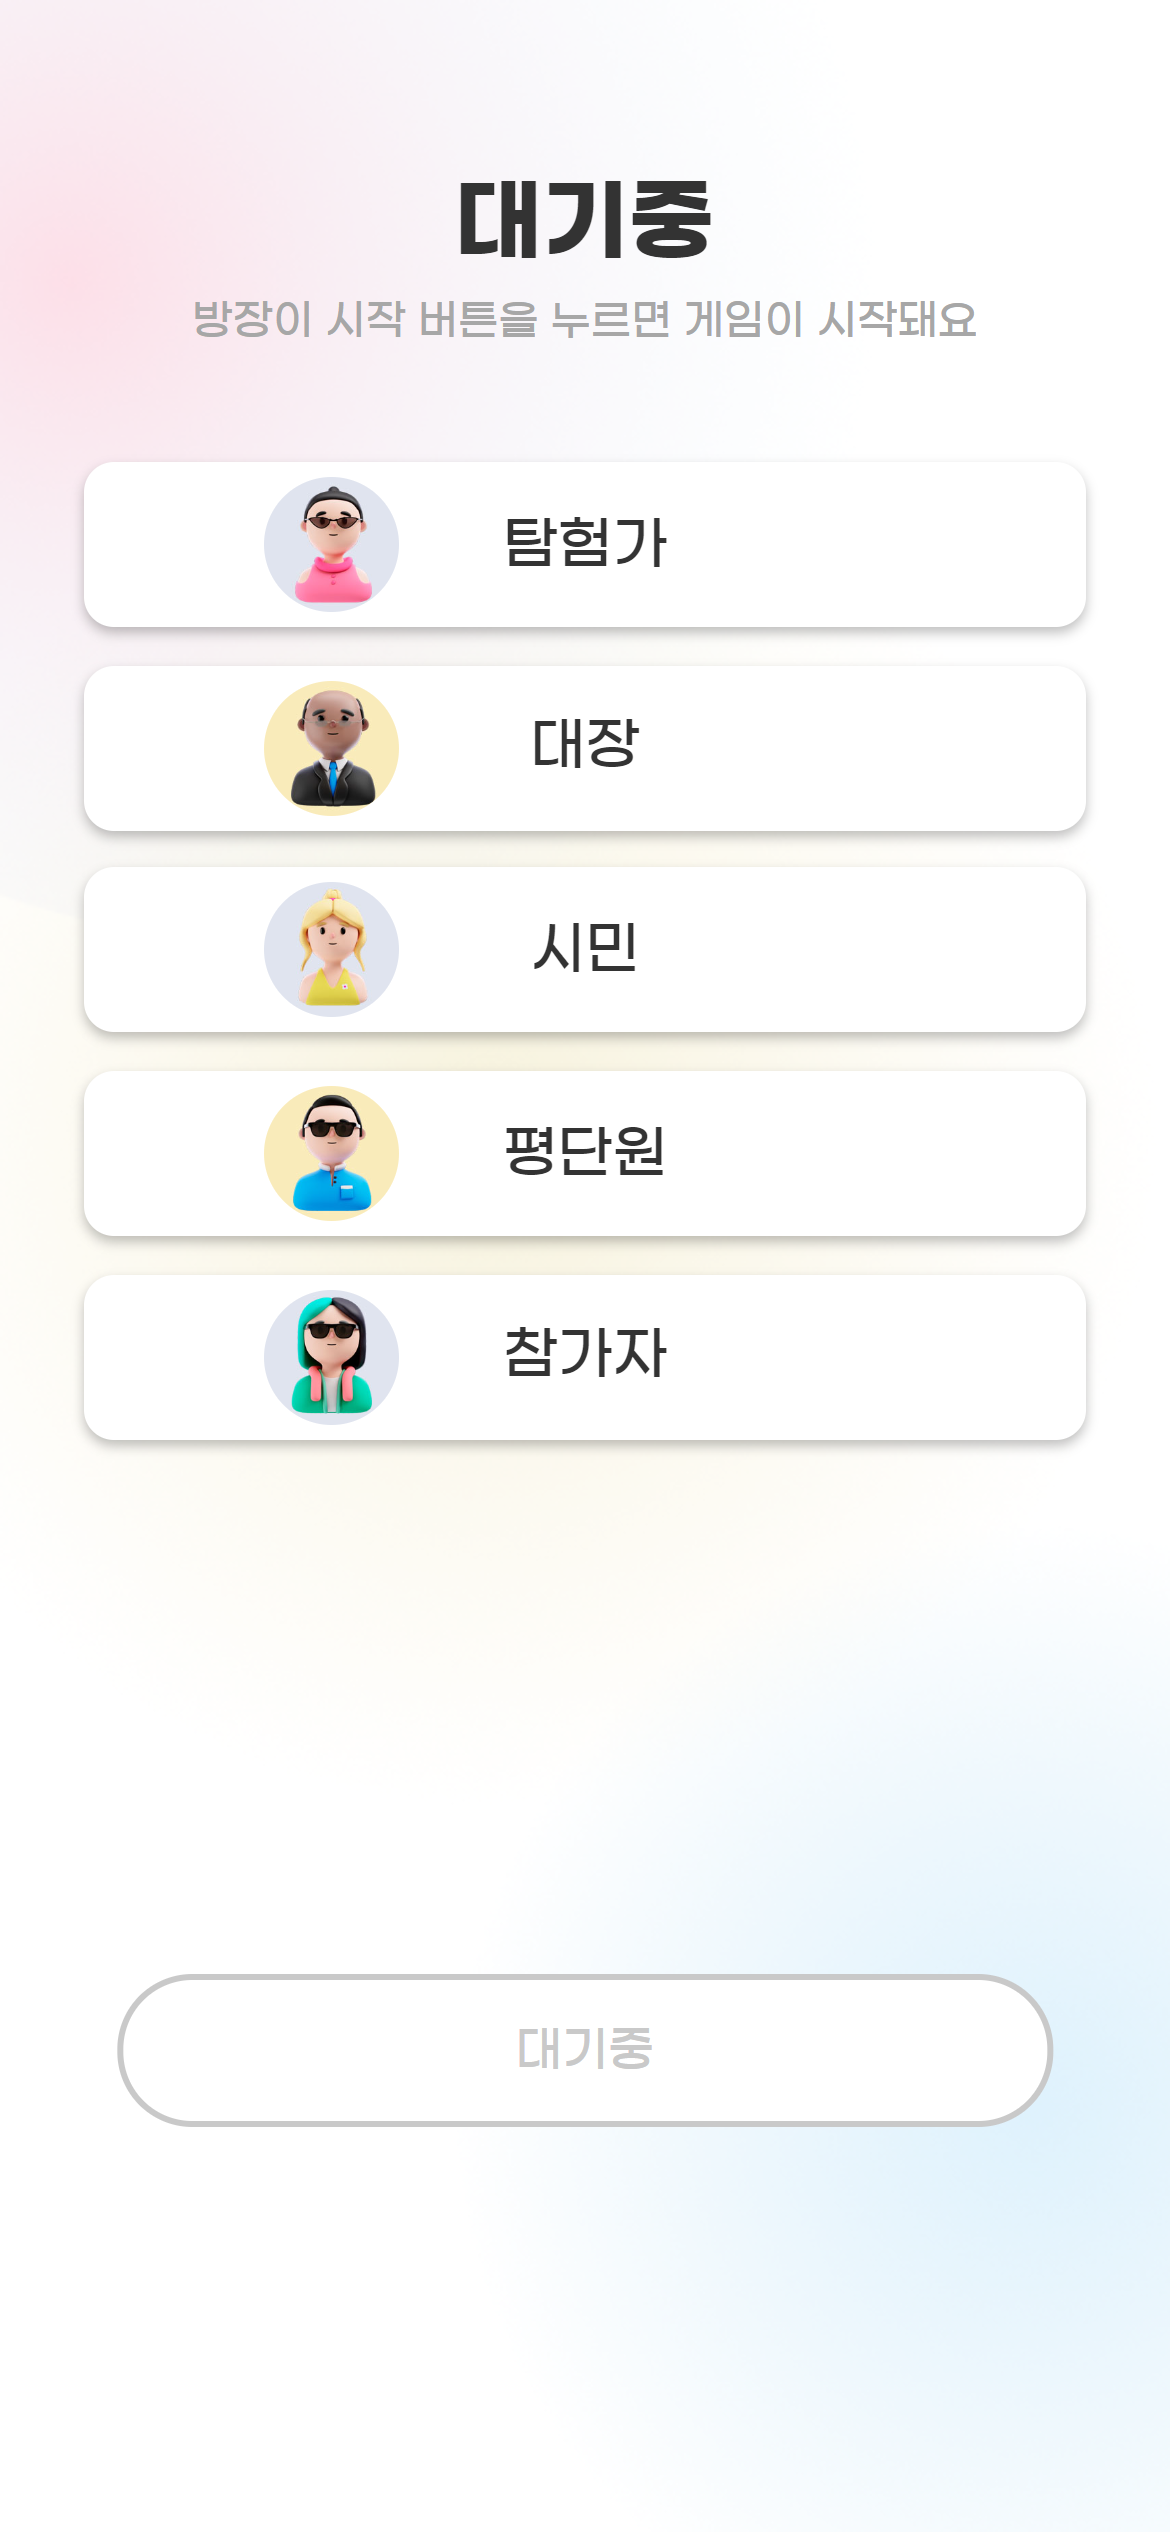 대기중
방장이 시작 버튼을 누르면 게임이 시작돼요
탐험가
대장
시민
평단원
참가자
대기중